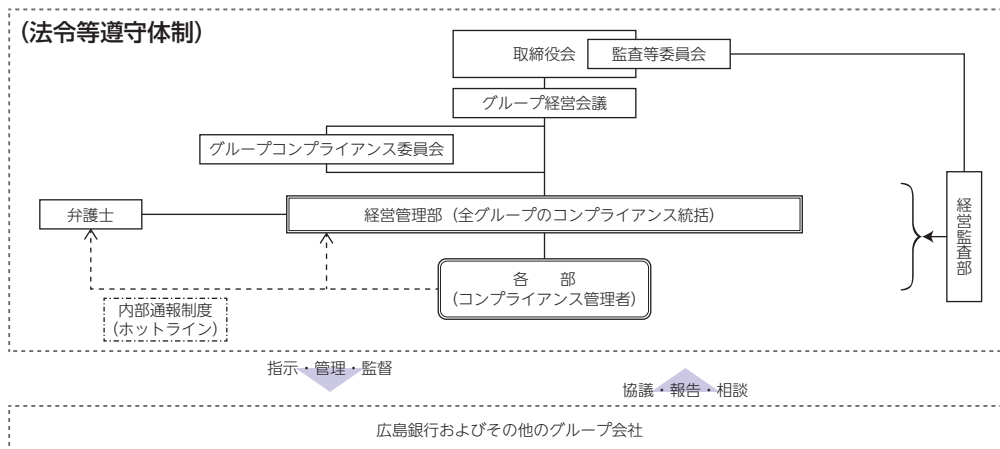 (法令等遵守体制)
取締役会
監査等委員会
グループ経営会議
グループコンプライアンス委員会
弁護士
経営管理部(全グループのコンプライアンス統括)
経営監査部
各　部
(コンプライアンス管理者)
内部通報制度
(ホットライン)
指示・管理・監督
協議・報告・相談
広島銀行およびその他のグループ会社